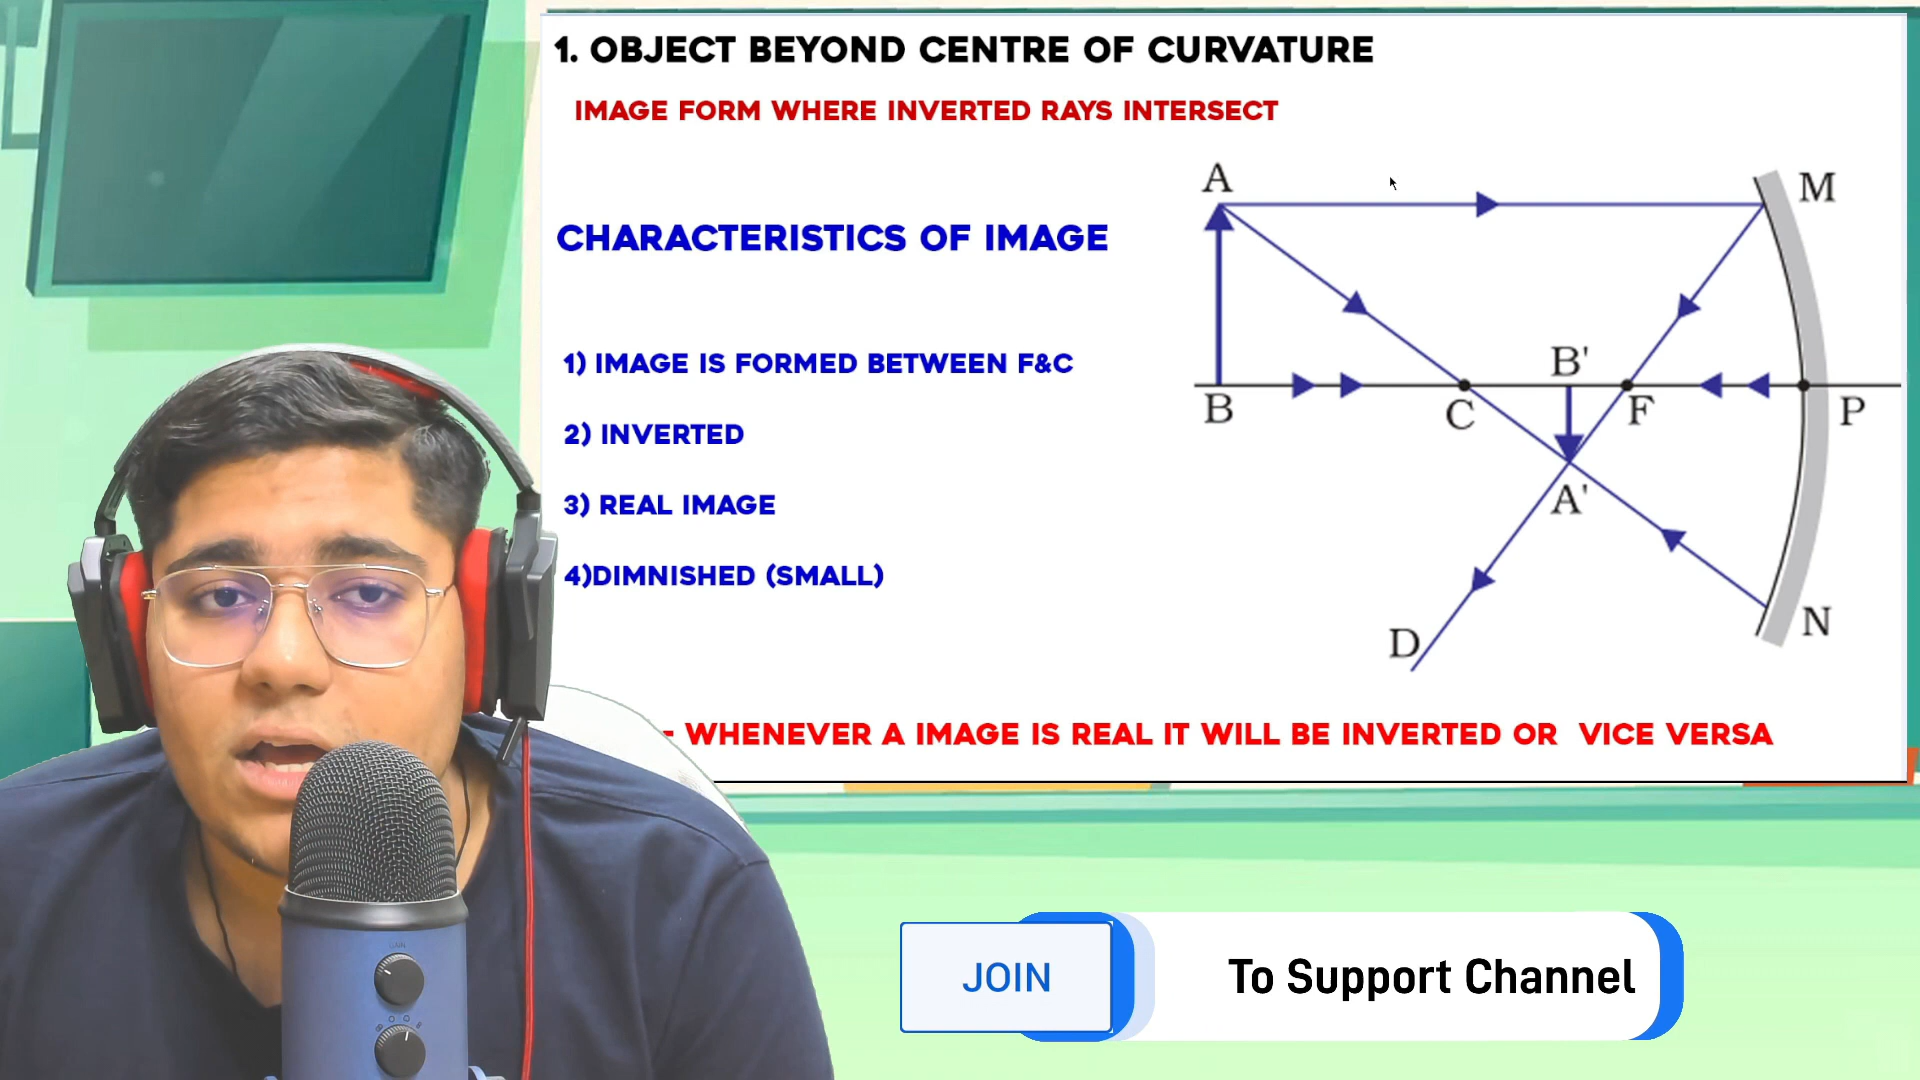 1. OBJECT BEYOND CENTRE OF CURVATURE
IMAGE FORM WHERE INVERTED RAYS INTERSECT
CHARACTERISTICS OF IMAGE
1) IMAGE IS FORMED BETWEEN F&C
2) INVERTED
3) REAL IMAGE
4)DIMNISHED (SMALL)
A
M
B'
B
C
F
P
A'
N
D
- WHENEVER A IMAGE IS REAL IT WILL BE INVERTED OR VICE VERSA
JOIN
To Support Channel
GAIN